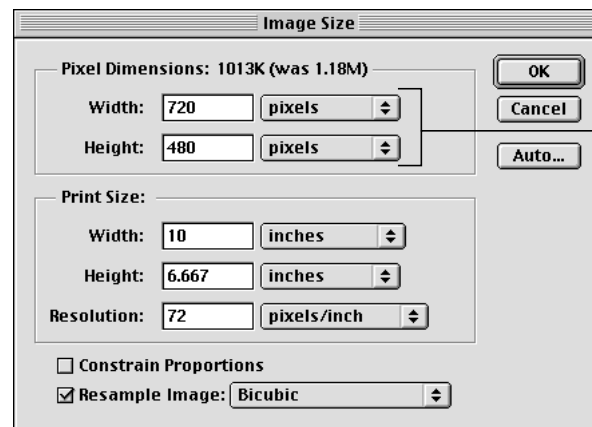 Image Size
Pixel Dimensions: 1013K (was 1.18M)
OK
Width: 720 pixels
Cancel
Height: 480 pixels
Auto...
Print Size:
Width: 10 inches
Height: 6.667 inches
Resolution: 72 pixels/inch
Constrain Proportions
Resample Image: Bicubic